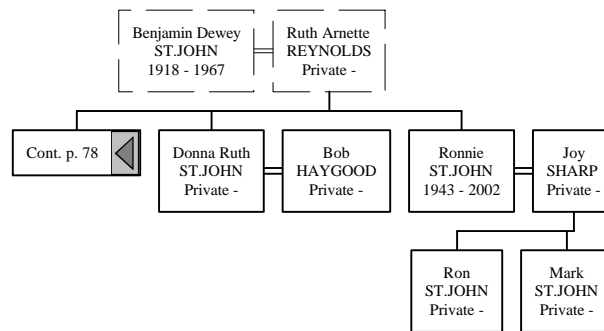 Benjamin Dewey
ST.JOHN
1918 - 1967
Ruth Arnette
REYNOLDS
Private -
Cont. p. 78
Donna Ruth
ST.JOHN
Private -
Bob
HAYGOOD
Private -
Ronnie
ST.JOHN
1943 - 2002
Joy
SHARP
Private -
Ron
ST.JOHN
Private -
Mark
ST.JOHN
Private -